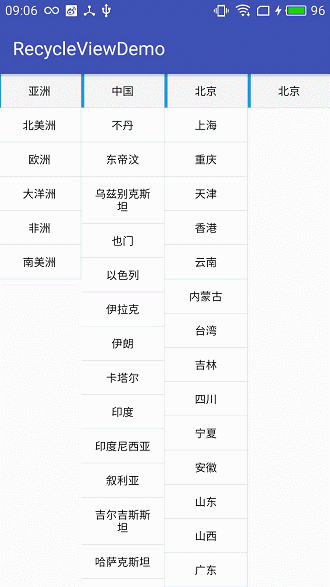 09:06 96
RecycleViewDemo
亚洲 中国 北京 北京
北美洲 不丹 上海
欧洲 东帝汶 重庆
大洋洲 乌兹别克斯 天津
坦
非洲 也门 香港
南美洲 以色列 云南
伊拉克 内蒙古
伊朗 台湾
卡塔尔 吉林
印度 四川
印度尼西亚 宁夏
叙利亚 安徽
吉尔吉斯斯 山东
坦
哈萨克斯坦 山西
广东